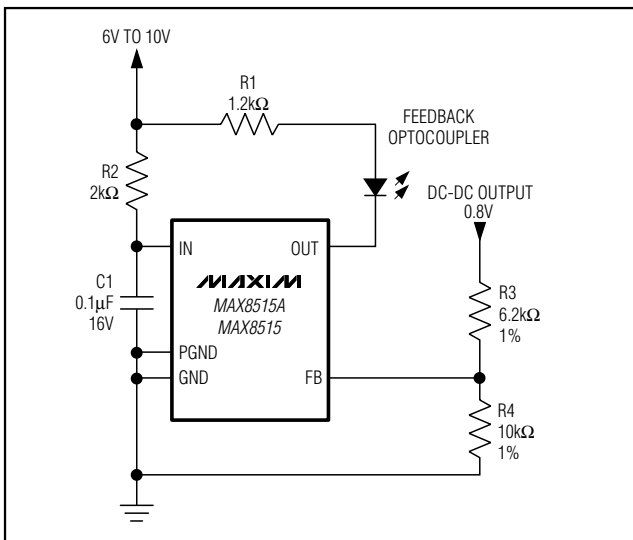 6V TO 10V
R1
1.2kΩ
FEEDBACK
OPTOCOUPLER
R2
2kΩ
DC-DC OUTPUT
0.8V
IN
OUT
MAXIM
MAX8515A
MAX8515
C1
0.1µF
16V
R3
6.2kΩ
1%
PGND
GND
FB
R4
10kΩ
1%